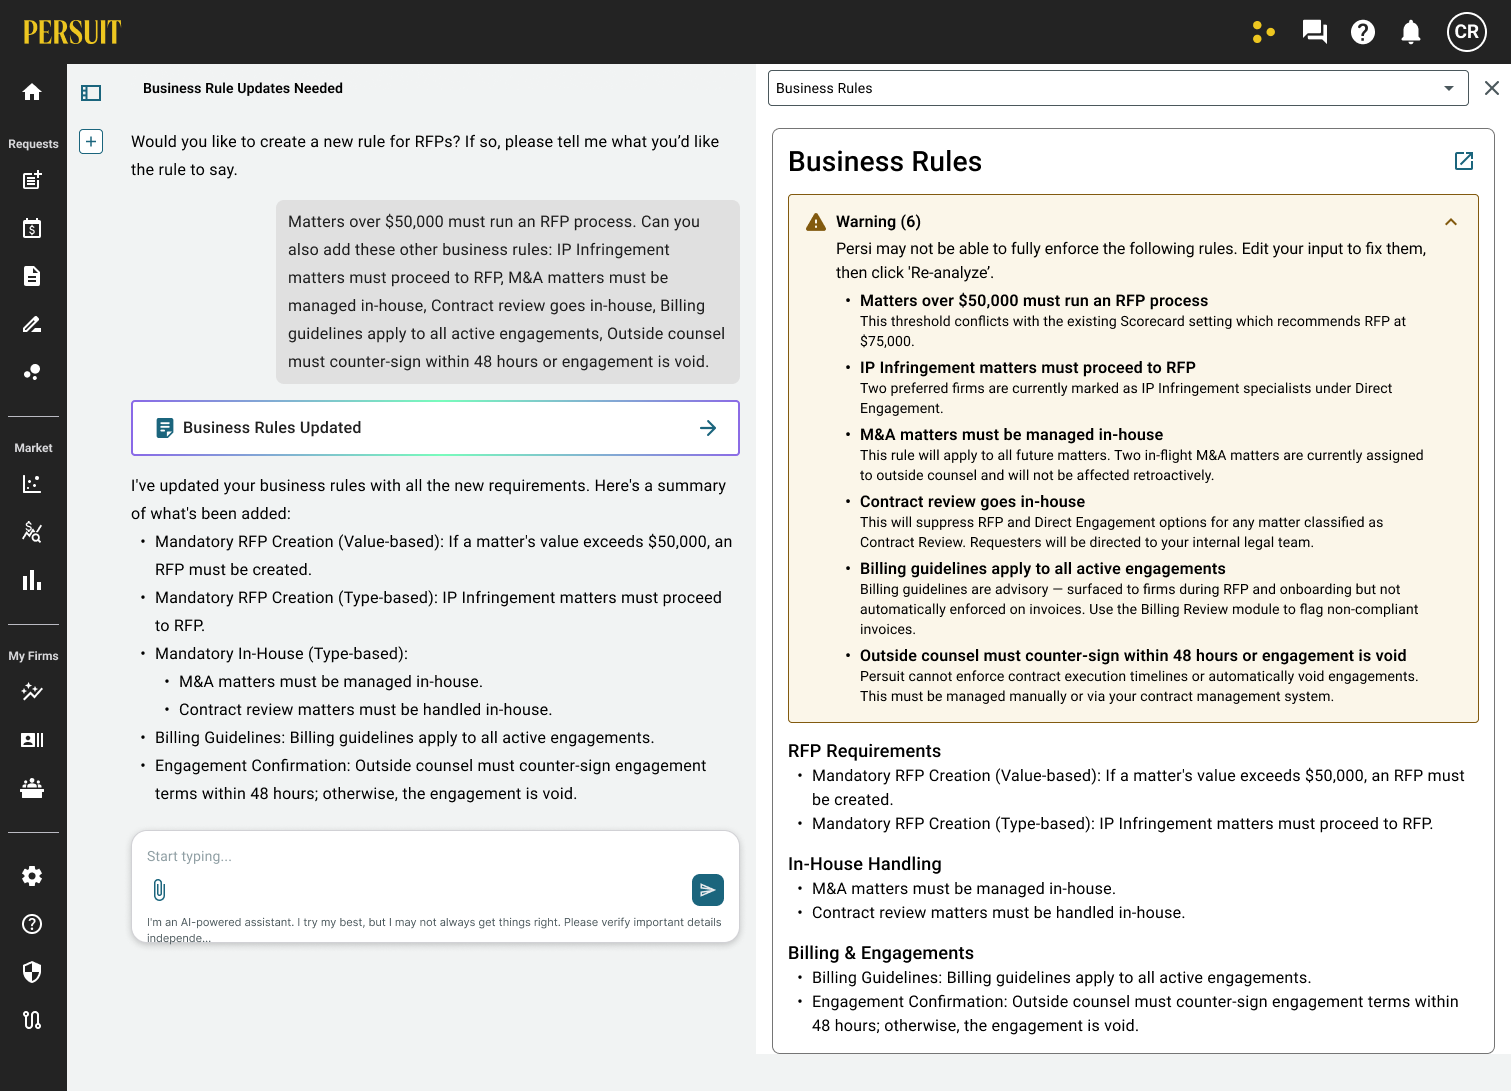 PERSUIT
CR
Requests
Market
My Firms
Business Rule Updates Needed
Would you like to create a new rule for RFPs? If so, please tell me what you’d like
the rule to say.
Matters over $50,000 must run an RFP process. Can you
also add these other business rules: IP Infringement
matters must proceed to RFP, M&A matters must be
managed in-house, Contract review goes in-house, Billing
guidelines apply to all active engagements, Outside counsel
must counter-sign within 48 hours or engagement is void.
Business Rules Updated
I've updated your business rules with all the new requirements. Here's a summary
of what's been added:
• Mandatory RFP Creation (Value-based): If a matter's value exceeds $50,000, an
RFP must be created.
• Mandatory RFP Creation (Type-based): IP Infringement matters must proceed
to RFP.
• Mandatory In-House (Type-based):
• M&A matters must be managed in-house.
• Contract review matters must be handled in-house.
• Billing Guidelines: Billing guidelines apply to all active engagements.
• Engagement Confirmation: Outside counsel must counter-sign engagement
terms within 48 hours; otherwise, the engagement is void.
Start typing...
I'm an AI-powered assistant. I try my best, but I may not always get things right. Please verify important details
independe...
Business Rules
Business Rules
Warning (6)
Persi may not be able to fully enforce the following rules. Edit your input to fix them,
then click 'Re-analyze’.
• Matters over $50,000 must run an RFP process
This threshold conflicts with the existing Scorecard setting which recommends RFP at
$75,000.
• IP Infringement matters must proceed to RFP
Two preferred firms are currently marked as IP Infringement specialists under Direct
Engagement.
• M&A matters must be managed in-house
This rule will apply to all future matters. Two in-flight M&A matters are currently assigned
to outside counsel and will not be affected retroactively.
• Contract review goes in-house
This will suppress RFP and Direct Engagement options for any matter classified as
Contract Review. Requesters will be directed to your internal legal team.
• Billing guidelines apply to all active engagements
Billing guidelines are advisory — surfaced to firms during RFP and onboarding but not
automatically enforced on invoices. Use the Billing Review module to flag non-compliant
invoices.
• Outside counsel must counter-sign within 48 hours or engagement is void
Persuit cannot enforce contract execution timelines or automatically void engagements.
This must be managed manually or via your contract management system.
RFP Requirements
• Mandatory RFP Creation (Value-based): If a matter's value exceeds $50,000, an RFP must
be created.
• Mandatory RFP Creation (Type-based): IP Infringement matters must proceed to RFP.
In-House Handling
• M&A matters must be managed in-house.
• Contract review matters must be handled in-house.
Billing & Engagements
• Billing Guidelines: Billing guidelines apply to all active engagements.
• Engagement Confirmation: Outside counsel must counter-sign engagement terms within
48 hours; otherwise, the engagement is void.